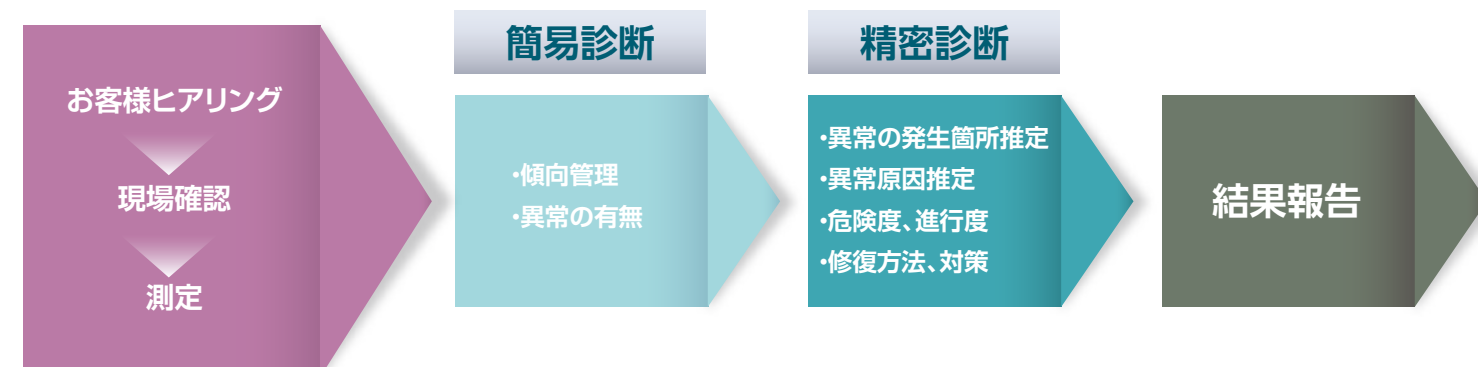 お客様ヒアリング
現場確認
測定
簡易診断
・傾向管理
・異常の有無
精密診断
・異常の発生箇所推定
・異常原因推定
・危険度、進行度
・修復方法、対策
結果報告